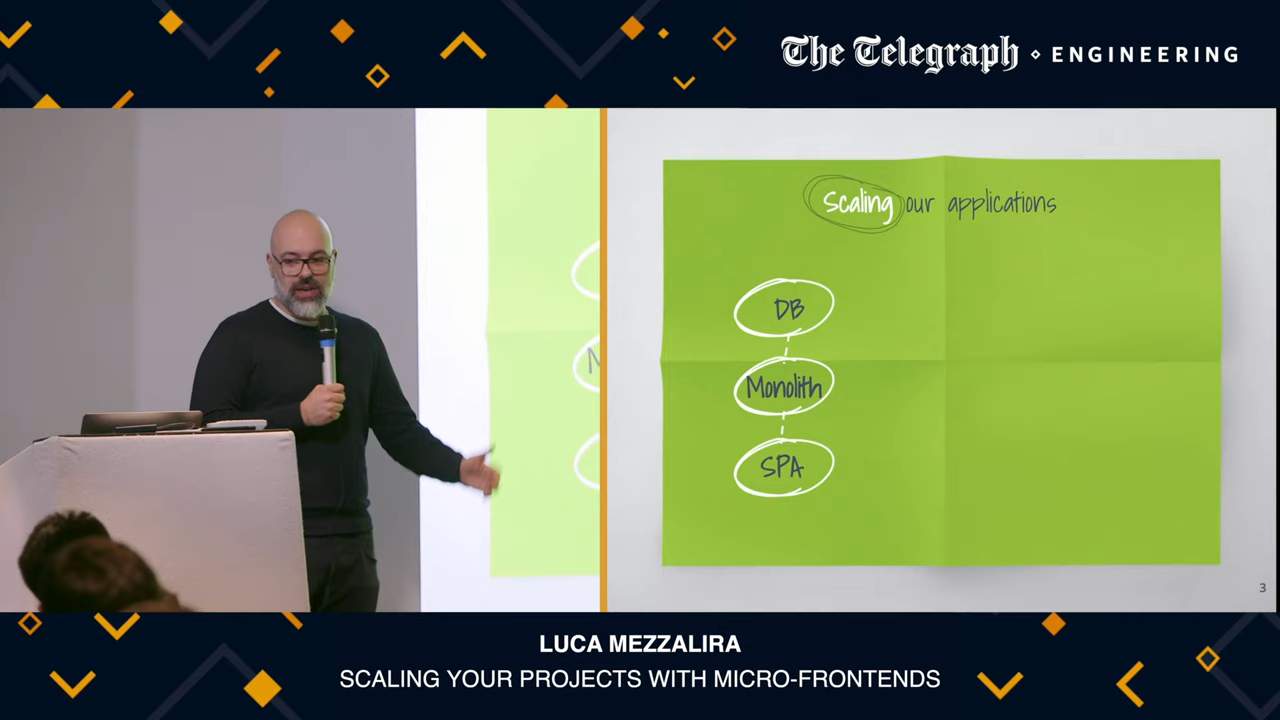 The Telegraph ENGINEERING
Scaling our applications
DB
Monolith
SPA
3
LUCA MEZZALIRA
SCALING YOUR PROJECTS WITH MICRO-FRONTENDS